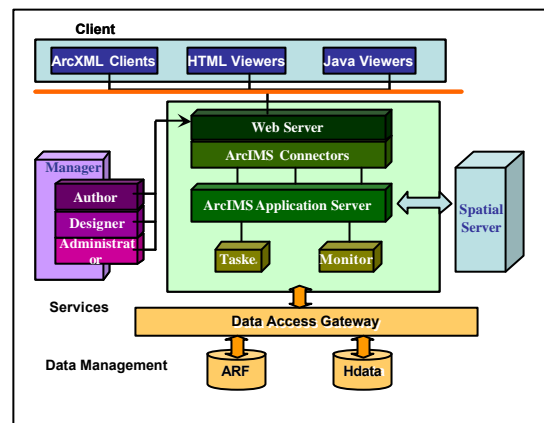 Client
ArcXML Clients
HTML Viewers
Java Viewers
Web Server
ArcIMS Connectors
Manager
Author
Designer
Administrat
or
ArcIMS Application Server
Spatial
Server
Taske.
Monitor
Services
Data Access Gateway
Data Management
ARF
Hdata